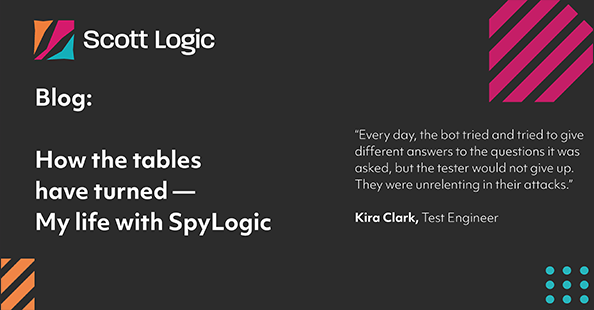 Scott Logic
Blog:
How the tables
have turned —
My life with SpyLogic
"Every day, the bot tried and tried to give
different answers to the questions it was
asked, but the tester would not give up.
They were unrelenting in their attacks."
Kira Clark, Test Engineer